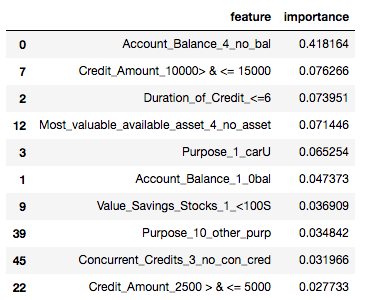 feature importance
0 Account_Balance_4_no_bal 0.418164
7 Credit_Amount_10000> & <= 15000 0.076266
2 Duration_of_Credit_<=6 0.073951
12 Most_valuable_available_asset_4_no_asset 0.071446
3 Purpose_1_carU 0.065254
1 Account_Balance_1_0bal 0.047373
9 Value_Savings_Stocks_1_<100S 0.036909
39 Purpose_10_other_purp 0.034842
45 Concurrent_Credits_3_no_con_cred 0.031966
22 Credit_Amount_2500 > & <= 5000 0.027733